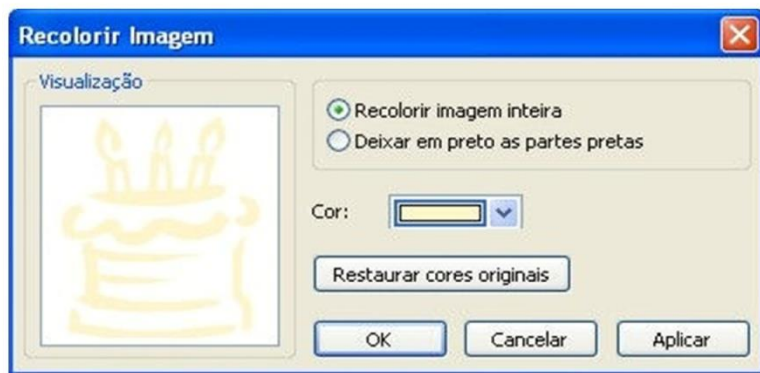 Recolorir Imagem
Visualização
Recolorir imagem inteira
Deixar em preto as partes pretas
Cor:
Restaurar cores originais
OK Cancelar Aplicar